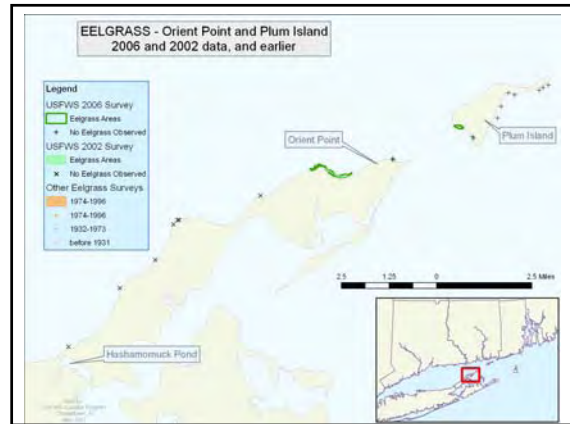 EELGRASS - Orient Point and Plum Island
2006 and 2002 data, and earlier
Legend
USFWS 2006 Survey
Eelgrass Areas
+ No Eelgrass Observed
USFWS 2002 Survey
Eelgrass Areas
× No Eelgrass Observed
Other Eelgrass Surveys
1974-1996
1974-1996
1932-1973
before 1931
Orient Point
Plum Island
2.5 1.25 0 2.5 Miles
Hashamomuck Pond